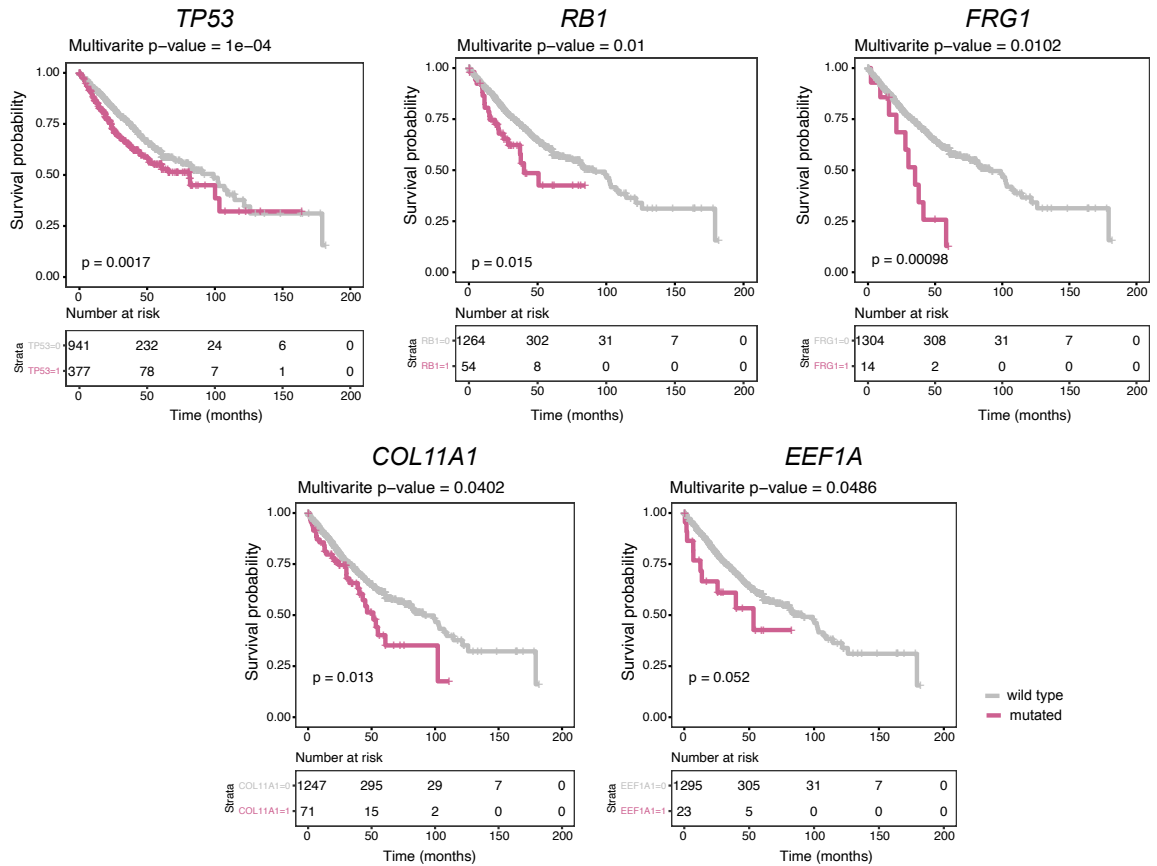 TP53
Multivarite p-value = 1e-04
Survival probability
1.00
0.75
0.50
0.25
0.00
p = 0.0017
0 50 100 150 200
Number at risk
Strata
TP53=0 941 232 24 6 0
TP53=1 377 78 7 1 0
0 50 100 150 200
Time (months)
RB1
Multivarite p-value = 0.01
Survival probability
1.00
0.75
0.50
0.25
0.00
p = 0.015
0 50 100 150 200
Number at risk
Strata
RB1=0 1264 302 31 7 0
RB1=1 54 8 0 0 0
0 50 100 150 200
Time (months)
FRG1
Multivarite p-value = 0.0102
Survival probability
1.00
0.75
0.50
0.25
0.00
p = 0.00098
0 50 100 150 200
Number at risk
Strata
FRG1=0 1304 308 31 7 0
FRG1=1 14 2 0 0 0
0 50 100 150 200
Time (months)
COL11A1
Multivarite p-value = 0.0402
Survival probability
1.00
0.75
0.50
0.25
0.00
p = 0.013
0 50 100 150 200
Number at risk
Strata
COL11A1=0 1247 295 29 7 0
COL11A1=1 71 15 2 0 0
0 50 100 150 200
Time (months)
EEF1A
Multivarite p-value = 0.0486
Survival probability
1.00
0.75
0.50
0.25
0.00
p = 0.052
0 50 100 150 200
Number at risk
Strata
EEF1A1=0 1295 305 31 7 0
EEF1A1=1 23 5 0 0 0
0 50 100 150 200
Time (months)
wild type
mutated